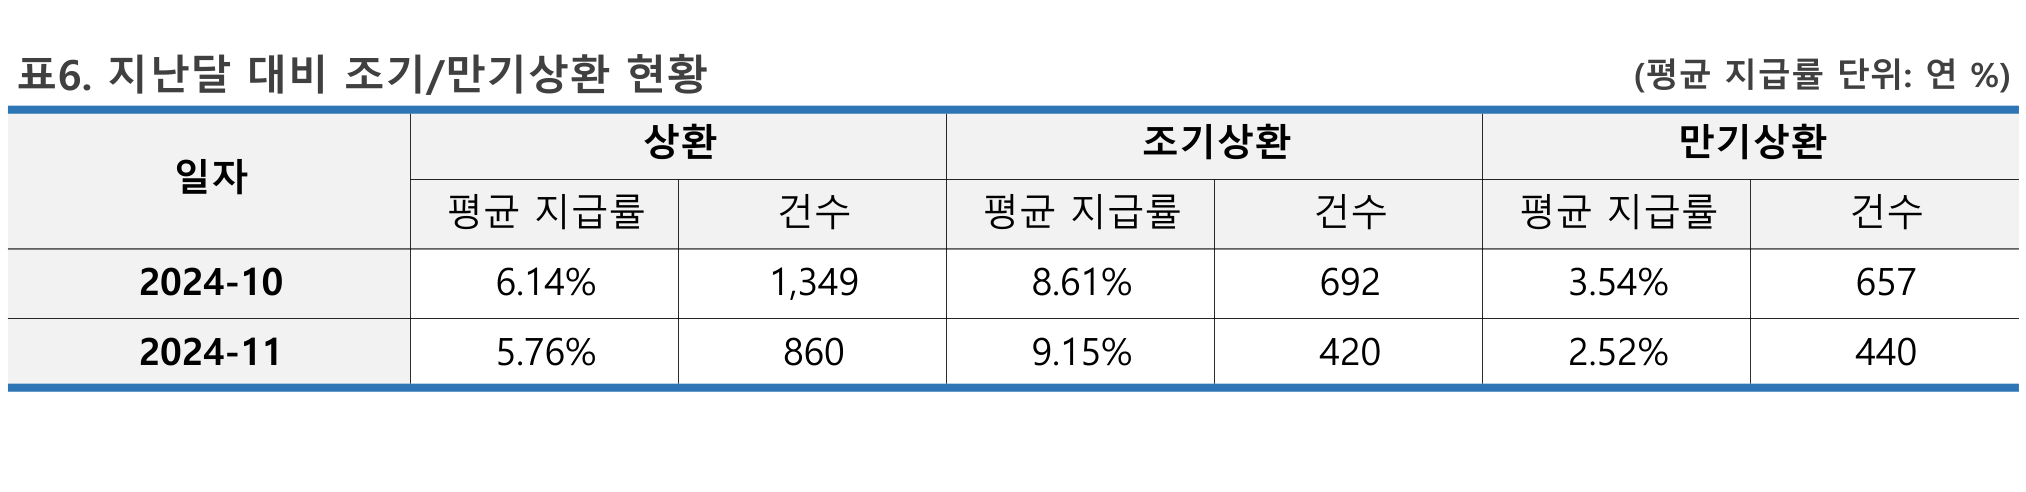 표6. 지난달 대비 조기/만기상환 현황 (평균 지급률 단위: 연 %)
일자 상환 조기상환 만기상환
평균 지급률 건수 평균 지급률 건수 평균 지급률 건수
2024-10 6.14% 1,349 8.61% 692 3.54% 657
2024-11 5.76% 860 9.15% 420 2.52% 440